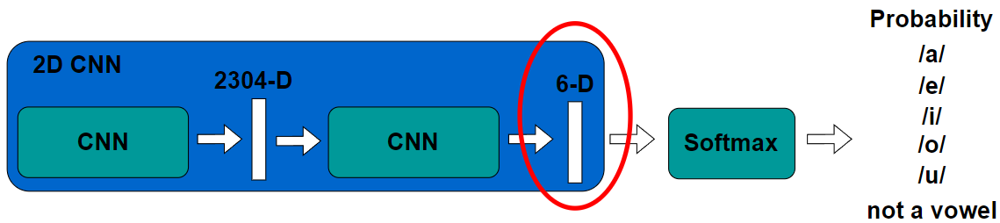 2D CNN
CNN
2304-D
CNN
6-D
Softmax
Probability
/a/
/e/
/i/
/o/
/u/
not a vowel